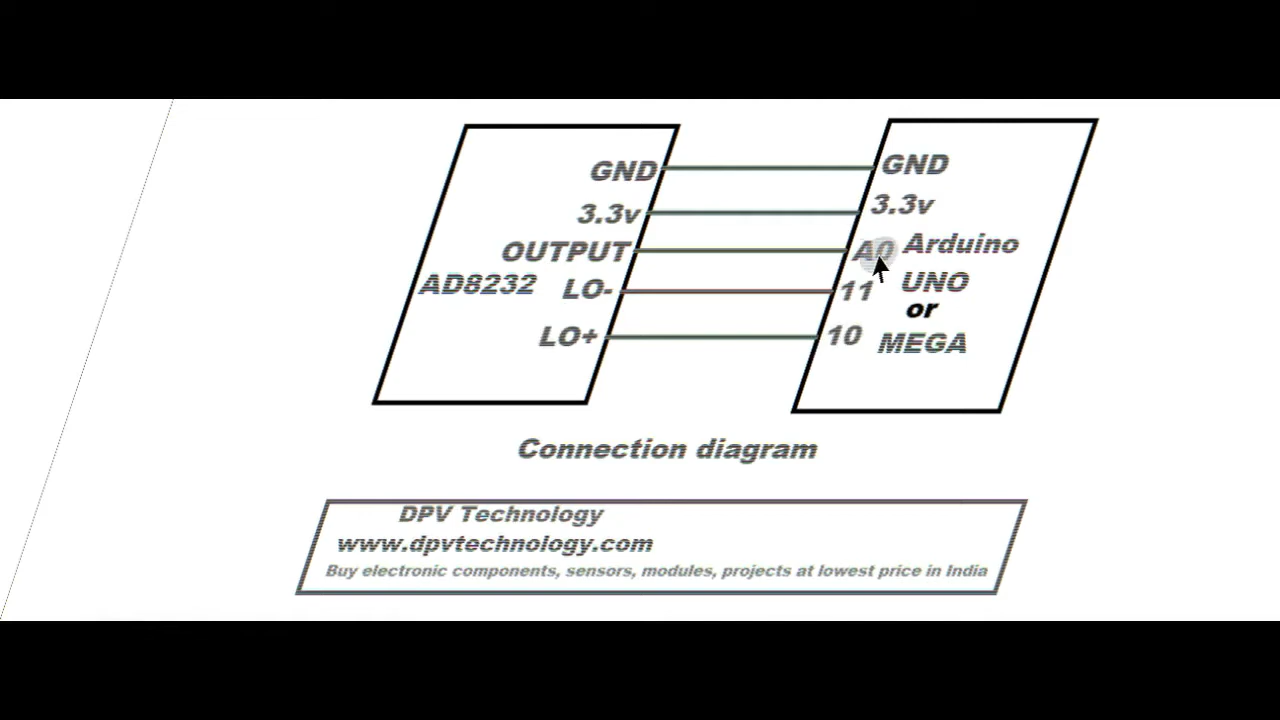 GND GND
3.3v 3.3v
OUTPUT A0 Arduino
AD8232 LO- 11 UNO
or
LO+ 10 MEGA
Connection diagram
DPV Technology
www.dpvtechnology.com
Buy electronic components, sensors, modules, projects at lowest price in India